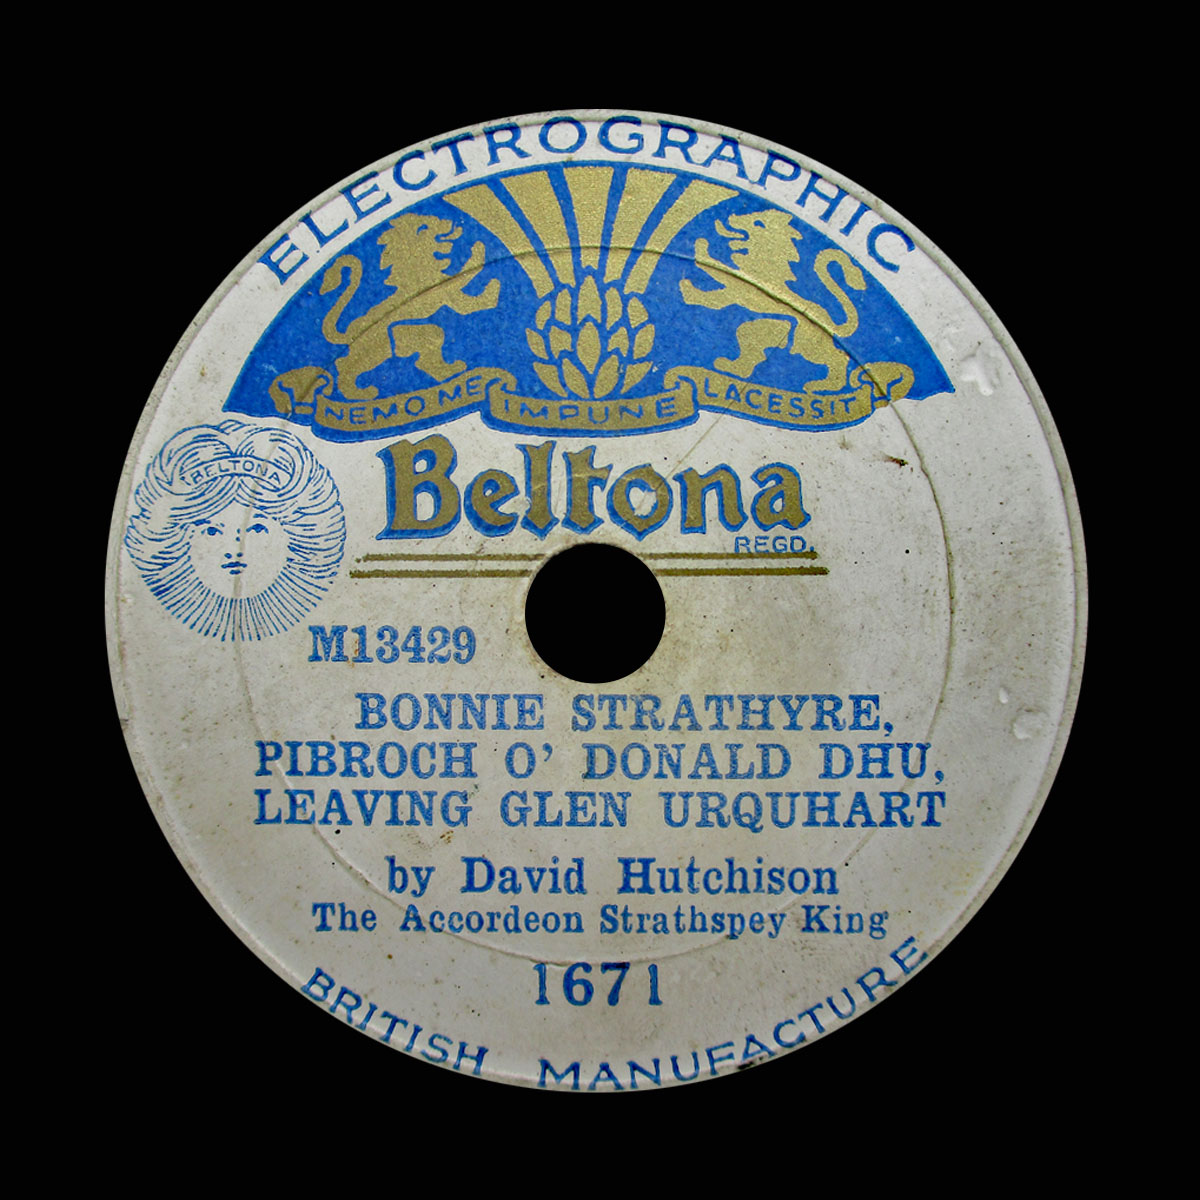 ELECTROGRAPHIC
NEMO ME IMPUNE LACESSIT
BELTONA
Beltona
REGD.
M13429
BONNIE STRATHYRE,
PIBROCH O' DONALD DHU,
LEAVING GLEN URQUHART
by David Hutchison
The Accordeon Strathspey King
1671
BRITISH MANUFACTURE